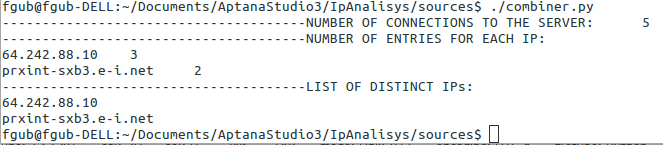 fgub@fgub-DELL:~/Documents/AptanaStudio3/IpAnalisys/sources$ ./combiner.py
------------------------------------NUMBER OF CONNECTIONS TO THE SERVER:      5
------------------------------------NUMBER OF ENTRIES FOR EACH IP:
64.242.88.10    3
prxint-sxb3.e-i.net     2
------------------------------------LIST OF DISTINCT IPs:
64.242.88.10
prxint-sxb3.e-i.net
fgub@fgub-DELL:~/Documents/AptanaStudio3/IpAnalisys/sources$